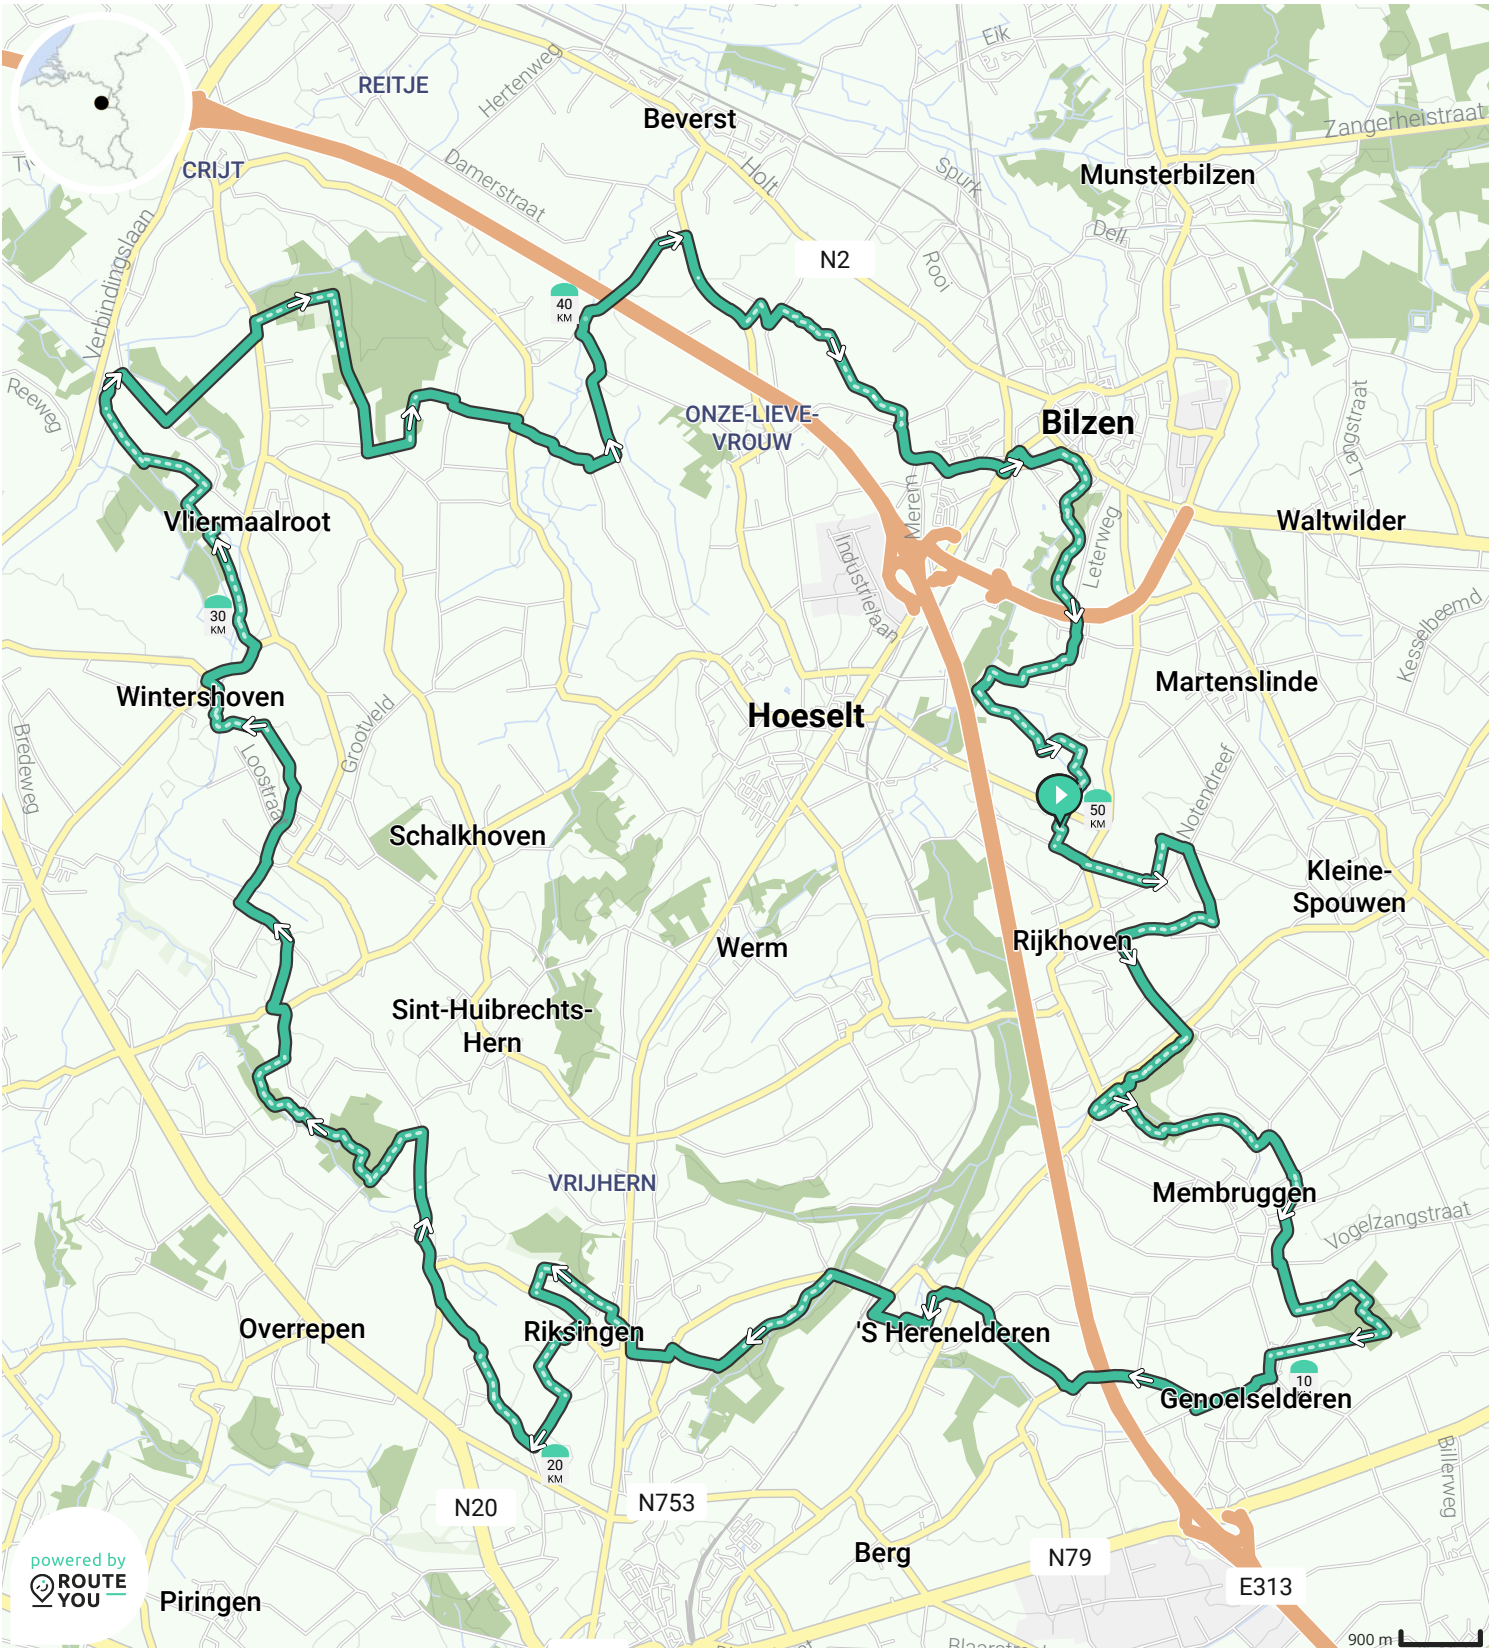 Eik
REITJE
Hertenweg
Beverst
Zangerheistraat
CRIJT
Damerstraat
Holt
Spurk
Munsterbilzen
Verbindingslaan
Dell
N2
Rooi
40
KM
Reeweg
ONZE-LIEVE-
VROUW
Bilzen
Langstraat
Merem
Vliermaalroot
Waltwilder
Industrielaan
Leterweg
30
KM
Kesselbeemd
Wintershoven
Martenslinde
Hoeselt
Bredeweg
Grootveld
Loostraat
Notendreef
50
KM
Schalkhoven
Kleine-
Spouwen
Werm
Rijkhoven
Sint-Huibrechts-
Hern
VRIJHERN
Membruggen
Vogelzangstraat
Overrepen
Riksingen
'S Herenelderen
10
KM
Genoelselderen
20
KM
Billerweg
N20
N753
Berg
N79
E313
powered by
ROUTE
YOU
Piringen
900 m